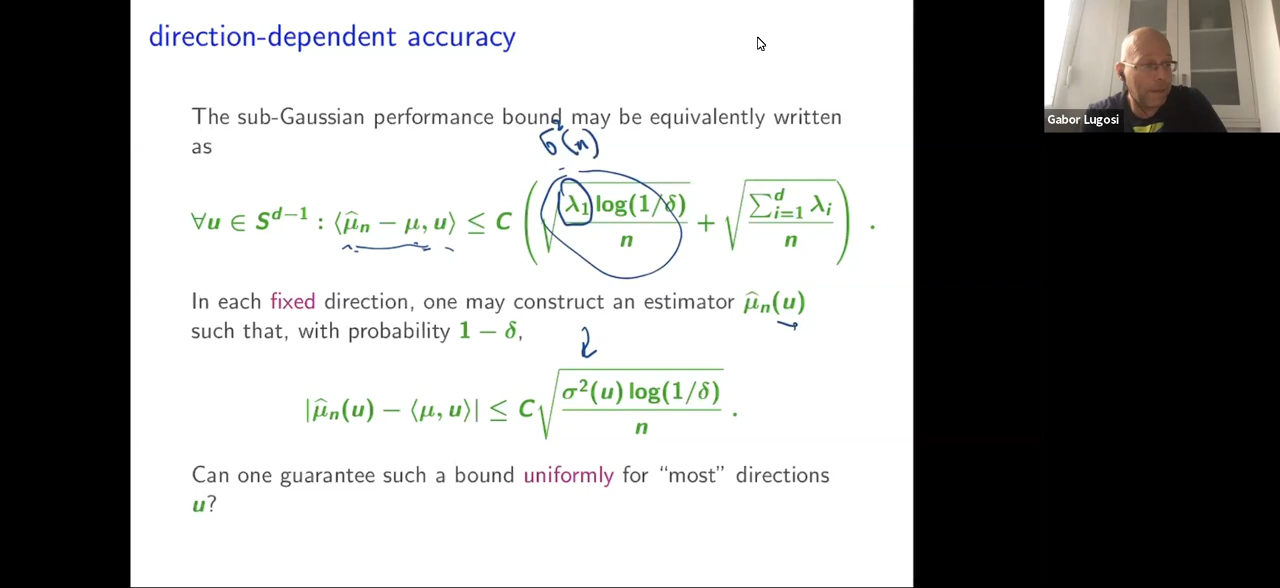 direction-dependent accuracy
The sub-Gaussian performance bound may be equivalently written
as
σ²(u)
∀u ∈ S^{d−1} : ⟨μ̂_n − μ, u⟩ ≤ C ( √(λ_1 log(1/δ) / n) + √(∑_{i=1}^{d} λ_i / n) ) .
In each fixed direction, one may construct an estimator μ̂_n(u)
such that, with probability 1 − δ,
|μ̂_n(u) − ⟨μ, u⟩| ≤ C √(σ²(u) log(1/δ) / n) .
Can one guarantee such a bound uniformly for “most” directions
u?
Gabor Lugosi